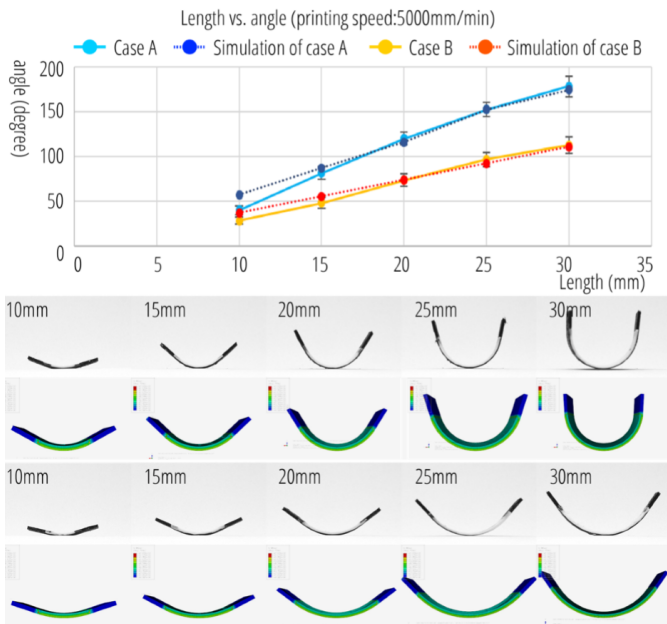 Length vs. angle (printing speed:5000mm/min)
Case A Simulation of case A Case B Simulation of case B
angle (degree)
200
150
100
50
0
0 5 10 15 20 25 30 35
Length (mm)
10mm 15mm 20mm 25mm 30mm
10mm 15mm 20mm 25mm 30mm